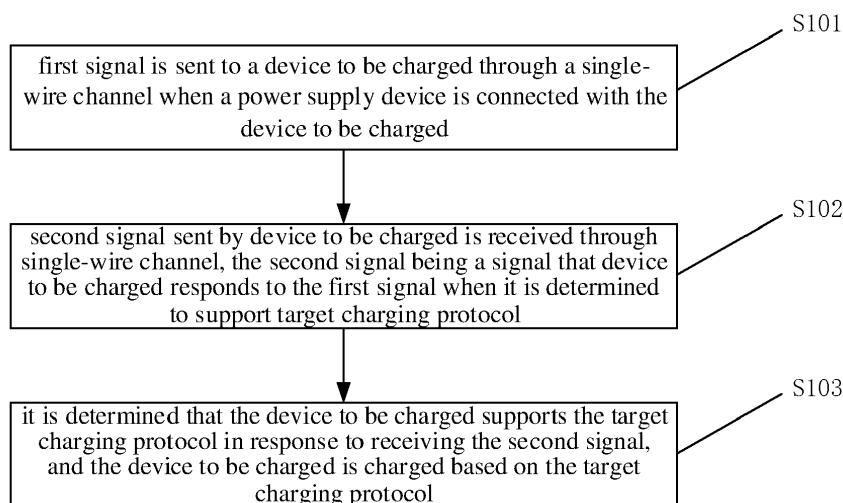 S101
first signal is sent to a device to be charged through a single-
wire channel when a power supply device is connected with the
device to be charged
S102
second signal sent by device to be charged is received through
single-wire channel, the second signal being a signal that device
to be charged responds to the first signal when it is determined
to support target charging protocol
S103
it is determined that the device to be charged supports the target
charging protocol in response to receiving the second signal,
and the device to be charged is charged based on the target
charging protocol